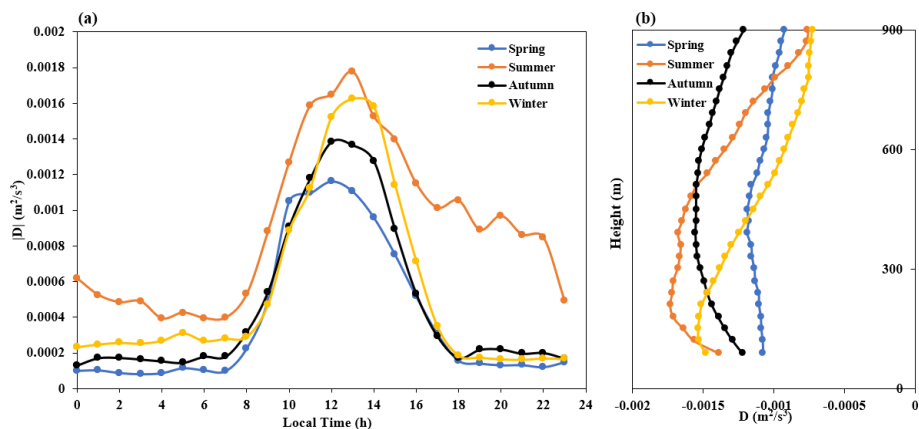 (a)
0.002
0.0018
0.0016
0.0014
0.0012
0.001
0.0008
0.0006
0.0004
0.0002
0
|D| (m²/s³)
Spring
Summer
Autumn
Winter
0 2 4 6 8 10 12 14 16 18 20 22 24
Local Time (h)
(b)
900
600
300
0
Height (m)
Spring
Summer
Autumn
Winter
-0.002 -0.0015 -0.001 -0.0005
D (m²/s³)